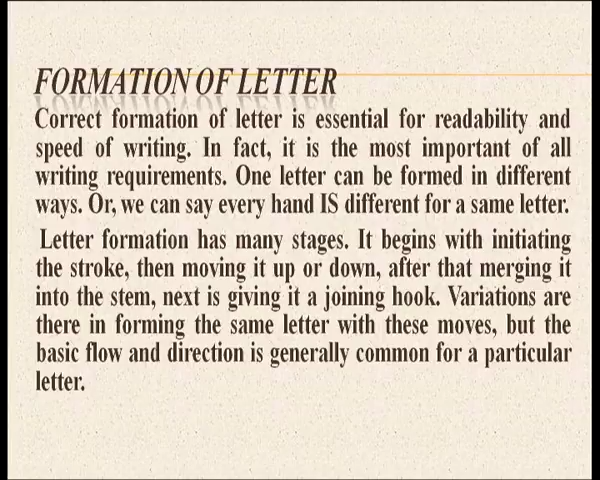 FORMATION OF LETTER
Correct formation of letter is essential for readability and
speed of writing. In fact, it is the most important of all
writing requirements. One letter can be formed in different
ways. Or, we can say every hand IS different for a same letter.
Letter formation has many stages. It begins with initiating
the stroke, then moving it up or down, after that merging it
into the stem, next is giving it a joining hook. Variations are
there in forming the same letter with these moves, but the
basic flow and direction is generally common for a particular
letter.